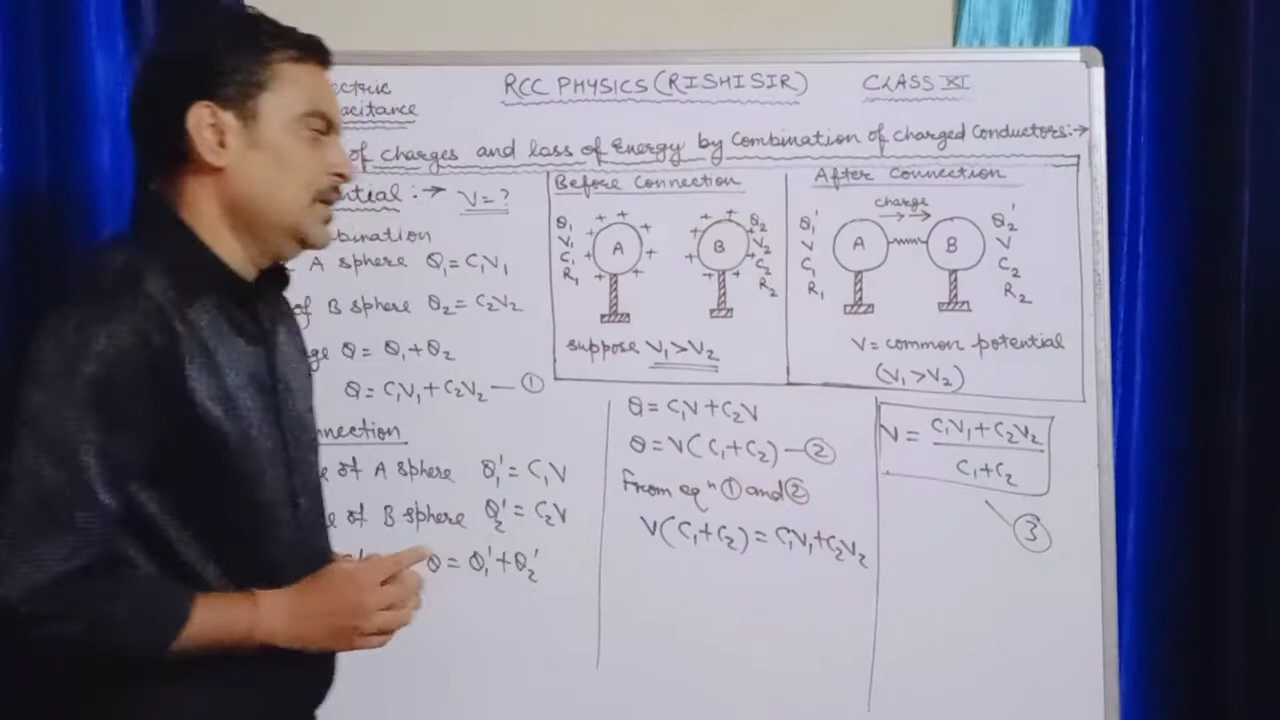 ectric
acitance
RCC PHYSICS (RISHI SIR)
CLASS XI
of charges and loss of Energy by Combination of charged Conductors:→
ntial :→ V = ?
bination
A sphere Q₁ = C₁V₁
of B sphere Q₂ = C₂V₂
ge Q = Q₁ + Q₂
Q = C₁V₁ + C₂V₂ — ①
nnection
e of A sphere Q₁' = C₁V
e of B sphere Q₂' = C₂V
Q = Q₁' + Q₂'
Before Connection
Q₁
V₁
C₁
R₁
A
B
Q₂
V₂
C₂
R₂
suppose V₁ > V₂
After Connection
charge
Q₁'
V
C₁
R₁
A
B
Q₂'
V
C₂
R₂
V = common potential
(V₁ > V₂)
Q = C₁V + C₂V
Q = V(C₁ + C₂) — ②
from eqⁿ ① and ②
V(C₁ + C₂) = C₁V₁ + C₂V₂
V = C₁V₁ + C₂V₂
C₁ + C₂
③